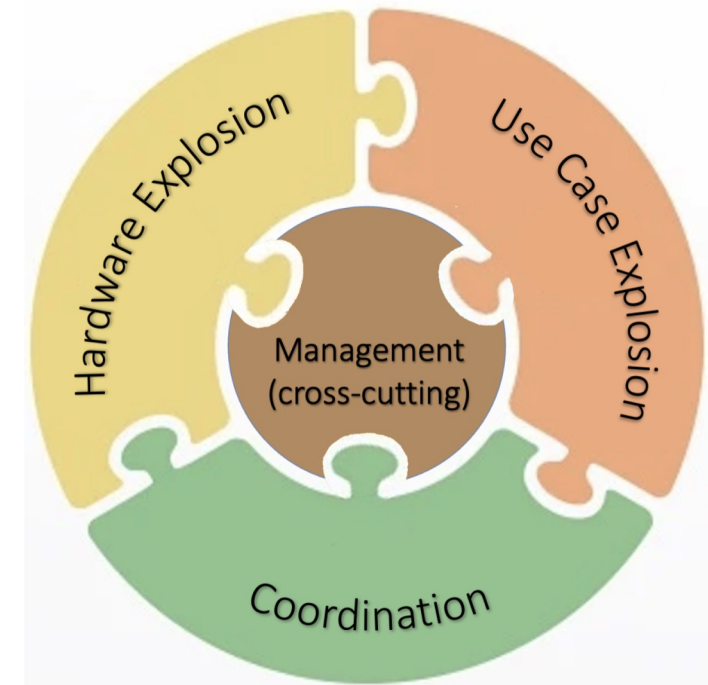 Hardware Explosion
Use Case Explosion
Management
(cross-cutting)
Coordination